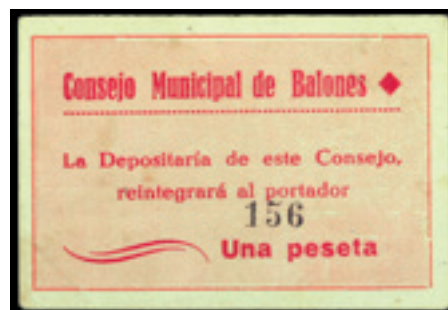 Consejo Municipal de Balones ◆
La Depositaría de este Consejo,
reintegrará al portador
156
Una peseta